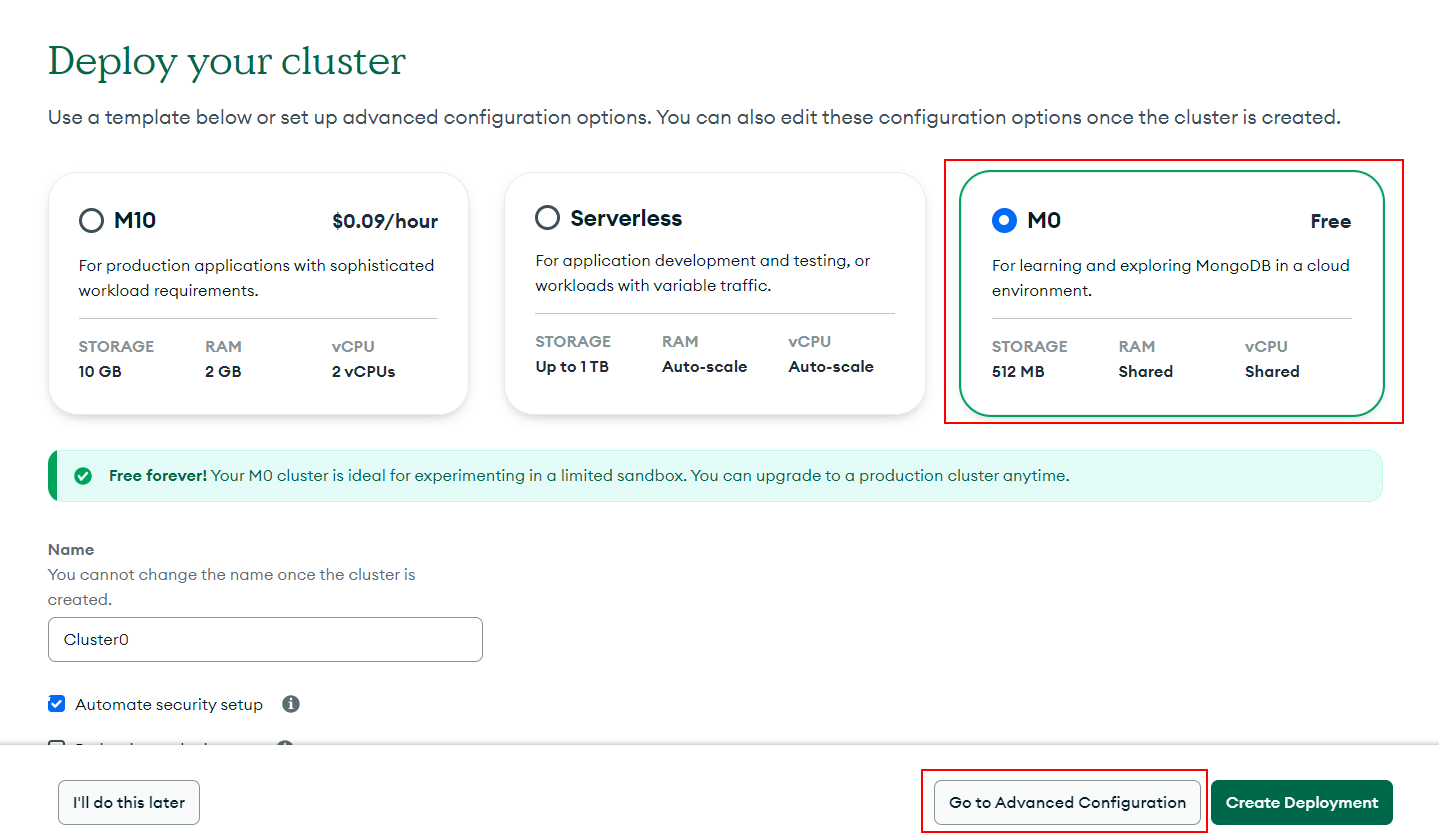 Deploy your cluster
Use a template below or set up advanced configuration options. You can also edit these configuration options once the cluster is created.
M10 $0.09/hour
For production applications with sophisticated
workload requirements.
STORAGE RAM vCPU
10 GB 2 GB 2 vCPUs
Serverless
For application development and testing, or
workloads with variable traffic.
STORAGE RAM vCPU
Up to 1 TB Auto-scale Auto-scale
M0 Free
For learning and exploring MongoDB in a cloud
environment.
STORAGE RAM vCPU
512 MB Shared Shared
Free forever! Your M0 cluster is ideal for experimenting in a limited sandbox. You can upgrade to a production cluster anytime.
Name
You cannot change the name once the cluster is
created.
Cluster0
Automate security setup
I'll do this later
Go to Advanced Configuration
Create Deployment